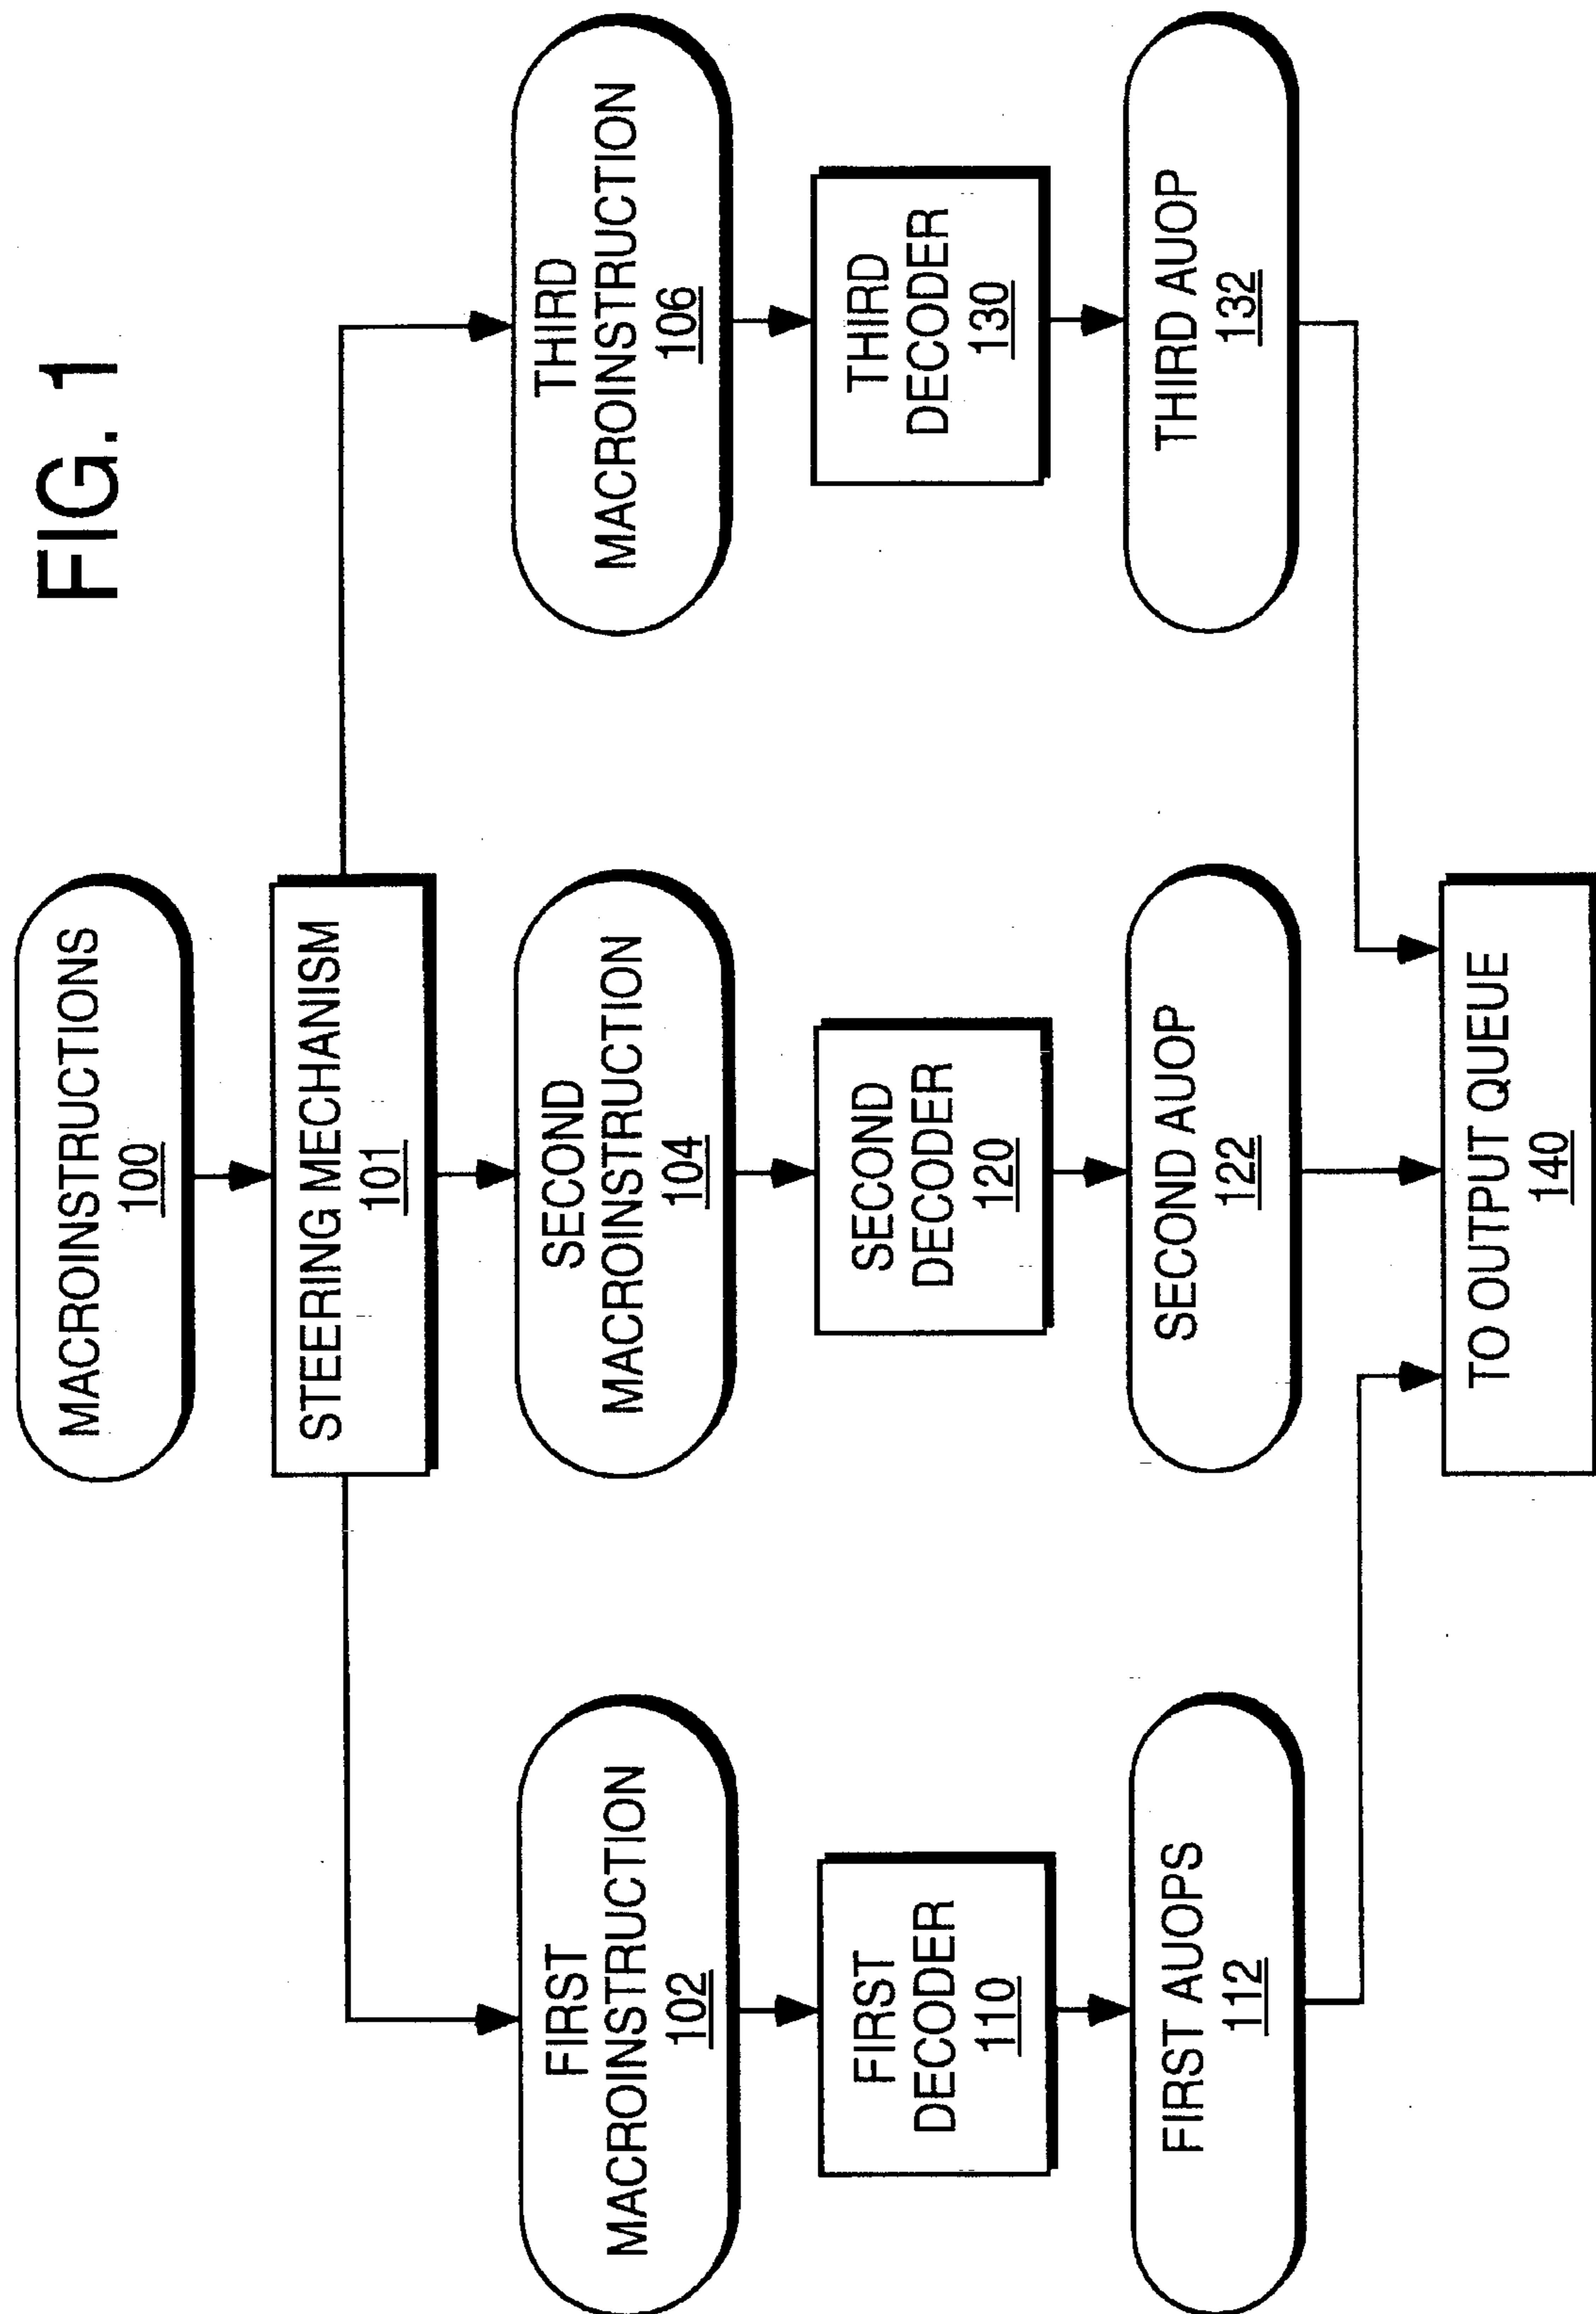 FIG. 1
MACROINSTRUCTIONS
100
STEERING MECHANISM
101
FIRST
MACROINSTRUCTION
102
SECOND
MACROINSTRUCTION
104
THIRD
MACROINSTRUCTION
106
FIRST
DECODER
110
SECOND
DECODER
120
THIRD
DECODER
130
FIRST AUOPS
112
SECOND AUOP
122
THIRD AUOP
132
TO OUTPUT QUEUE
140